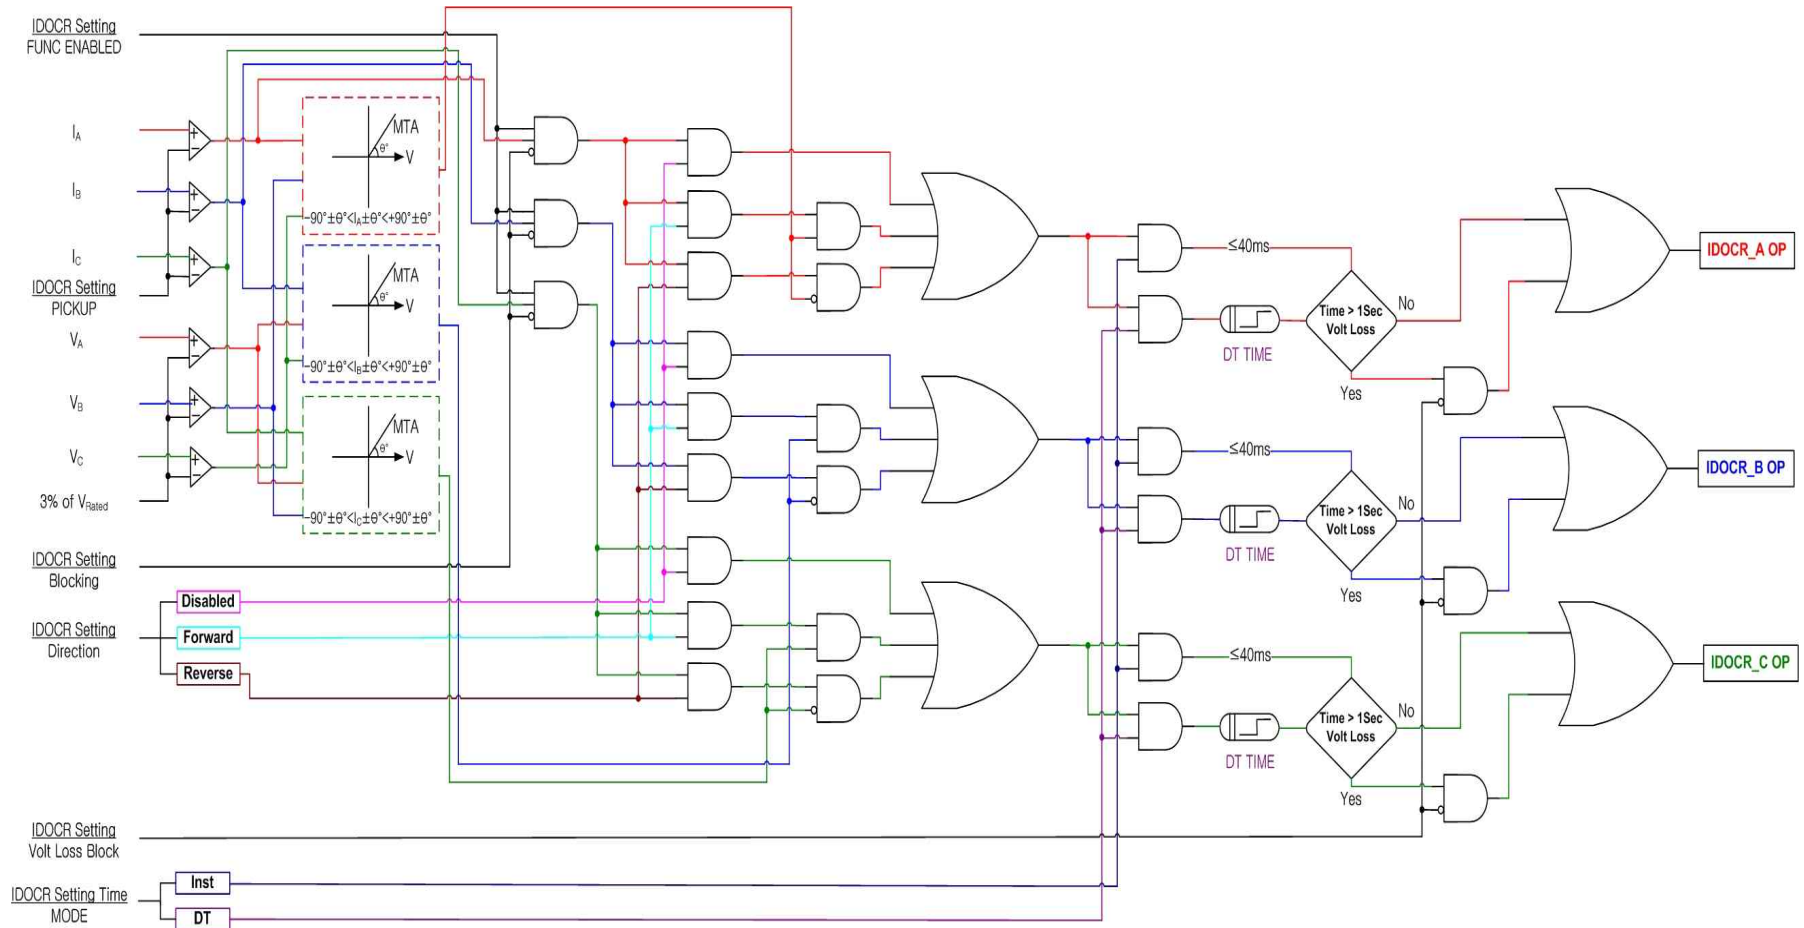 IDOCR Setting
FUNC ENABLED
IA
IB
IC
IDOCR Setting
PICKUP
VA
VB
VC
3% of VRated
IDOCR Setting
Blocking
IDOCR Setting
Direction
Disabled
Forward
Reverse
IDOCR Setting
Volt Loss Block
IDOCR Setting Time
MODE
Inst
DT
MTA
θ°
V
−90°±θ°<IA±θ°<+90°±θ°
MTA
θ°
V
−90°±θ°<IB±θ°<+90°±θ°
MTA
θ°
V
−90°±θ°<IC±θ°<+90°±θ°
≤40ms
DT TIME
Time > 1Sec
Volt Loss
No
Yes
IDOCR_A OP
≤40ms
DT TIME
Time > 1Sec
Volt Loss
No
Yes
IDOCR_B OP
≤40ms
DT TIME
Time > 1Sec
Volt Loss
No
Yes
IDOCR_C OP